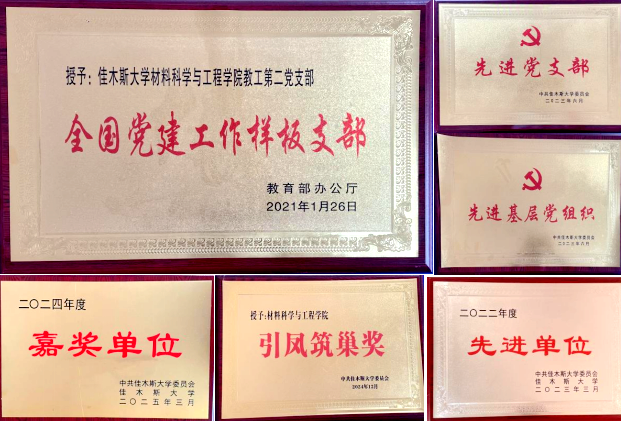 授予：佳木斯大学材料科学与工程学院教工第二党支部
全国党建工作样板支部
教育部办公厅
2021年1月26日
先进党支部
中共佳木斯大学委员会
二〇二三年六月
先进基层党组织
中共佳木斯大学委员会
二〇二〇四年度
嘉奖单位
中共佳木斯大学委员会
佳木斯大学
二〇二五年三月
授予:材料科学与工程学院
引凤筑巢奖
中共佳木斯大学委员会
2024年12月
二〇二二年度
先进单位
中共佳木斯大学委员会
佳木斯大学
二〇二三年三月